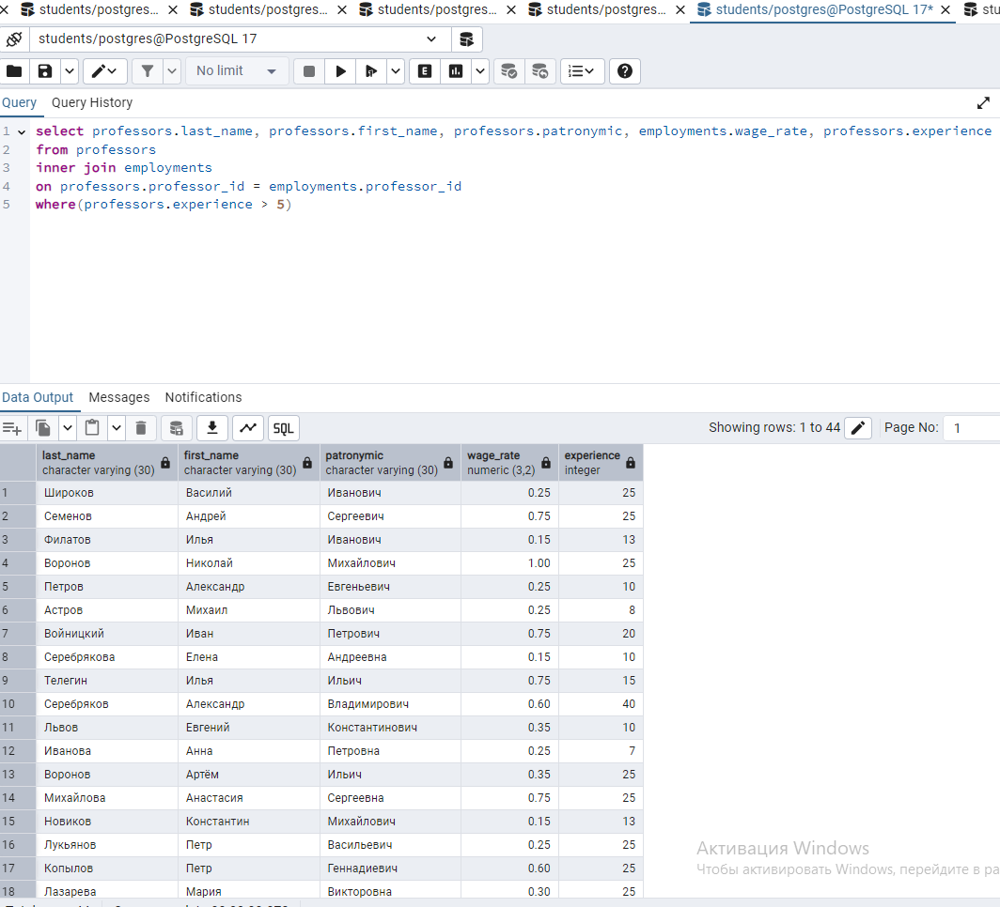 students/postgres... students/postgres... students/postgres... students/postgres... students/postgres@PostgreSQL 17* stu
students/postgres@PostgreSQL 17
No limit
Query Query History
1 select professors.last_name, professors.first_name, professors.patronymic, employments.wage_rate, professors.experience
2 from professors
3 inner join employments
4 on professors.professor_id = employments.professor_id
5 where(professors.experience > 5)
Data Output Messages Notifications
SQL Showing rows: 1 to 44 Page No: 1
last_name first_name patronymic wage_rate experience
character varying (30) character varying (30) character varying (30) numeric (3,2) integer
1 Широков Василий Иванович 0.25 25
2 Семенов Андрей Сергеевич 0.75 25
3 Филатов Илья Иванович 0.15 13
4 Воронов Николай Михайлович 1.00 25
5 Петров Александр Евгеньевич 0.25 10
6 Астров Михаил Львович 0.25 8
7 Войницкий Иван Петрович 0.75 20
8 Серебрякова Елена Андреевна 0.15 10
9 Телегин Илья Ильич 0.75 15
10 Серебряков Александр Владимирович 0.60 40
11 Львов Евгений Константинович 0.35 10
12 Иванова Анна Петровна 0.25 7
13 Воронов Артём Ильич 0.35 25
14 Михайлова Анастасия Сергеевна 0.75 25
15 Новиков Константин Михайлович 0.15 13
16 Лукьянов Петр Васильевич 0.25 25
17 Копылов Петр Геннадиевич 0.60 25
18 Лазарева Мария Викторовна 0.30 25
Активация Windows
Чтобы активировать Windows, перейдите в ра